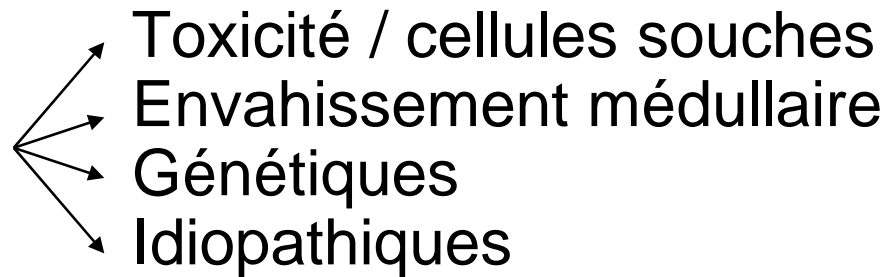 Toxicité / cellules souches
Envahissement médullaire
Génétiques
Idiopathiques